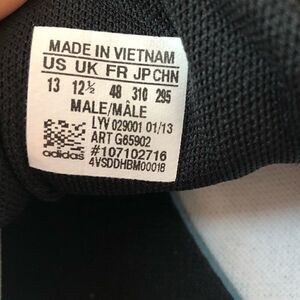 MADE IN VIETNAM
US UK FR JP CHN
13 12½ 48 310 295
MALE/MÂLE
LYV 029001 01/13
ART G65902
#107102716
adidas
4VSDDHBM00018